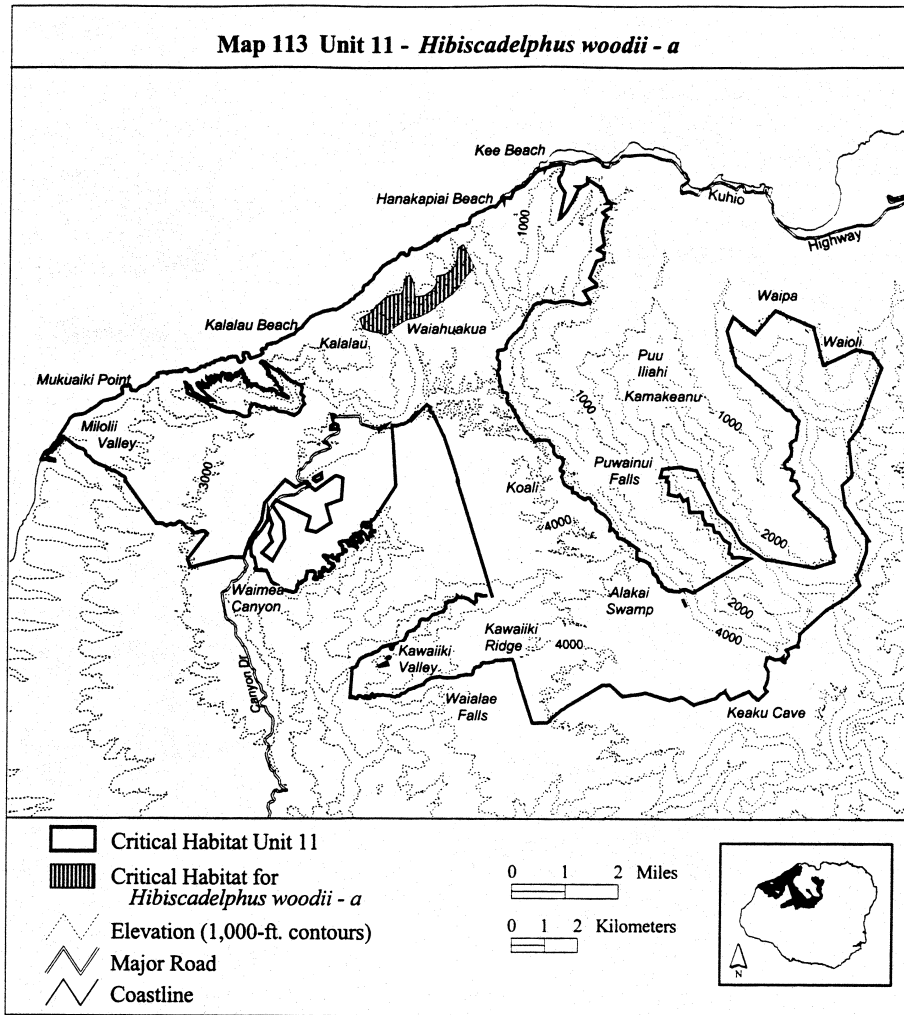 Map 113 Unit 11 - Hibiscadelphus woodii - a
Kee Beach
Hanakapiai Beach
Kuhio
Highway
1000
Waipa
Kalalau Beach
Kalalau
Waiahuakua
Waioli
Puu
Iliahi
Mukuaiki Point
Kamakeanu
1000
1000
Milolii
Valley
3000
Puwainui
Falls
Koali
4000
2000
Waimea
Canyon
Alakai
Swamp
2000
4000
Kawaiiki
Ridge
4000
Kawaiiki
Valley
Canyon Dr
Waialae
Falls
Keaku Cave
Critical Habitat Unit 11
Critical Habitat for
Hibiscadelphus woodii - a
Elevation (1,000-ft. contours)
Major Road
Coastline
0 1 2 Miles
0 1 2 Kilometers
N